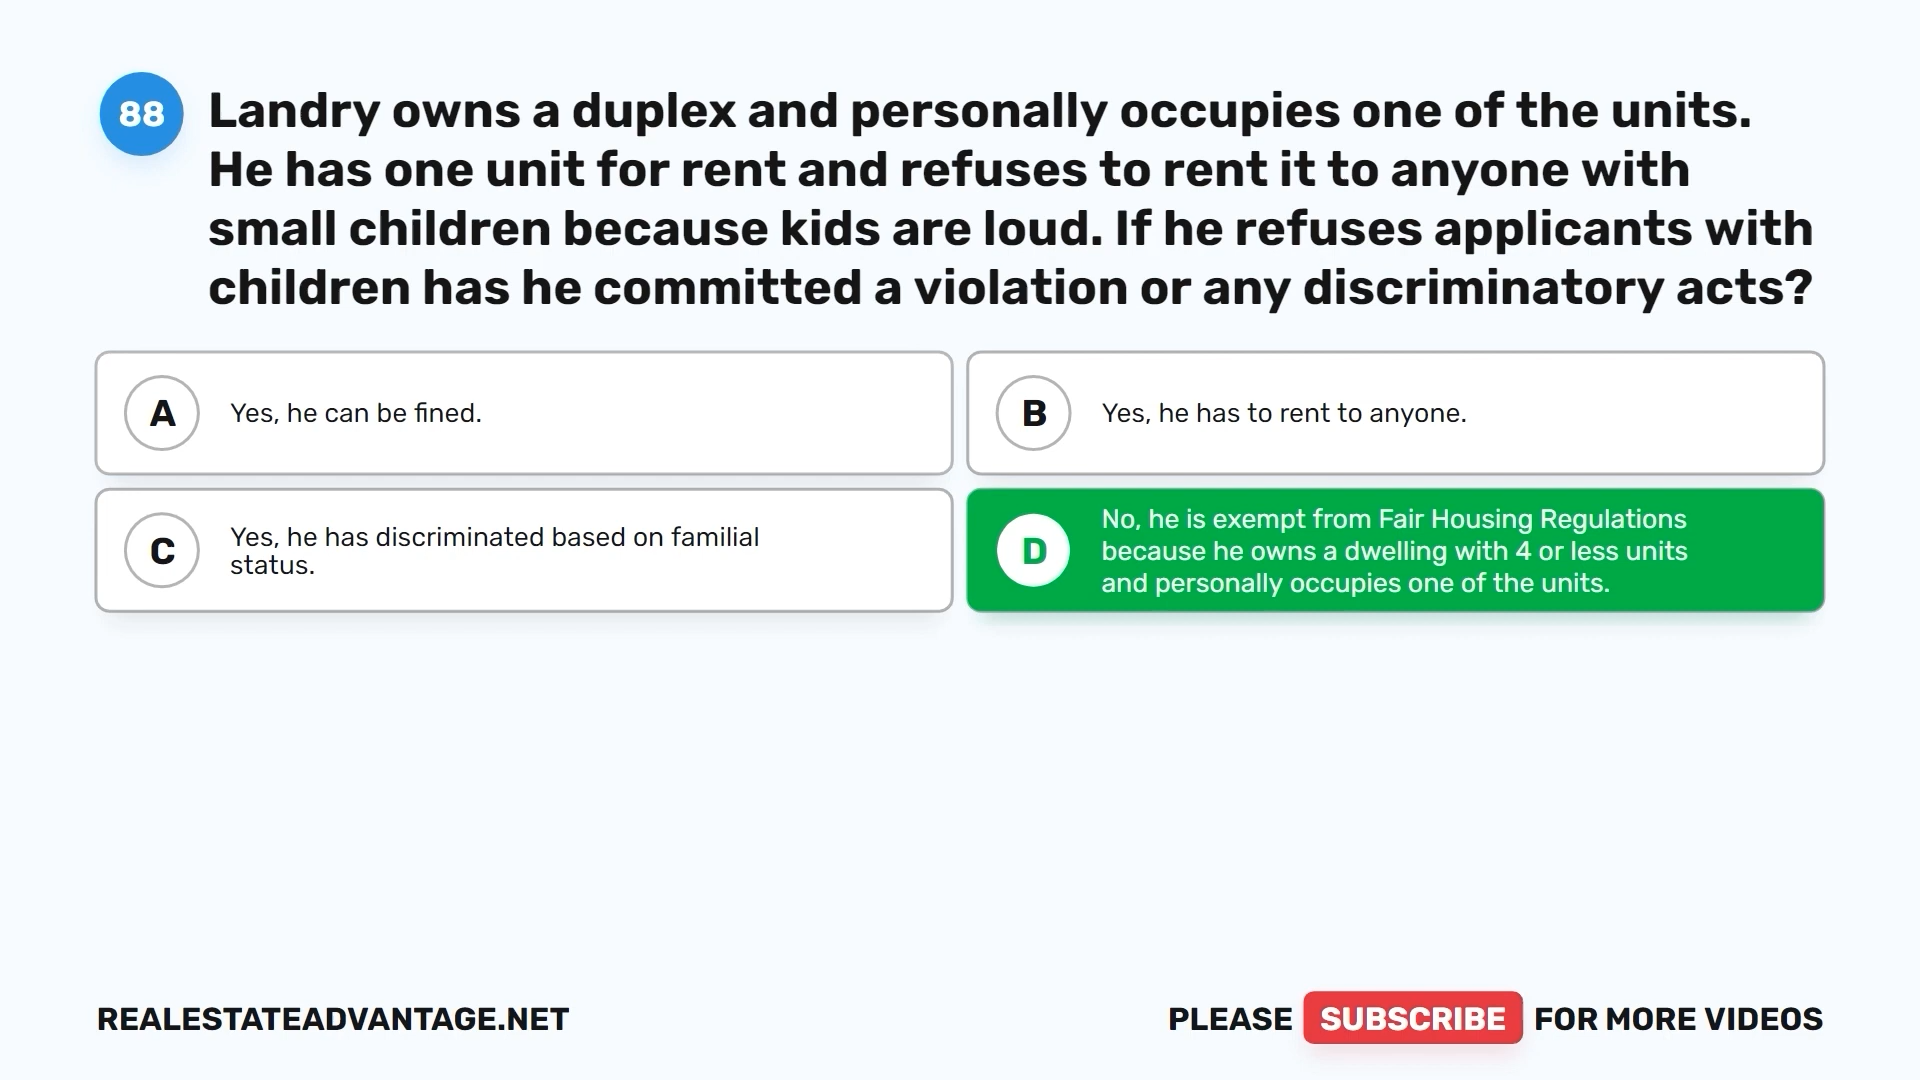 88
Landry owns a duplex and personally occupies one of the units.
He has one unit for rent and refuses to rent it to anyone with
small children because kids are loud. If he refuses applicants with
children has he committed a violation or any discriminatory acts?
A
Yes, he can be fined.
B
Yes, he has to rent to anyone.
C
Yes, he has discriminated based on familial
status.
D
No, he is exempt from Fair Housing Regulations
because he owns a dwelling with 4 or less units
and personally occupies one of the units.
REALESTATEADVANTAGE.NET
PLEASE SUBSCRIBE FOR MORE VIDEOS